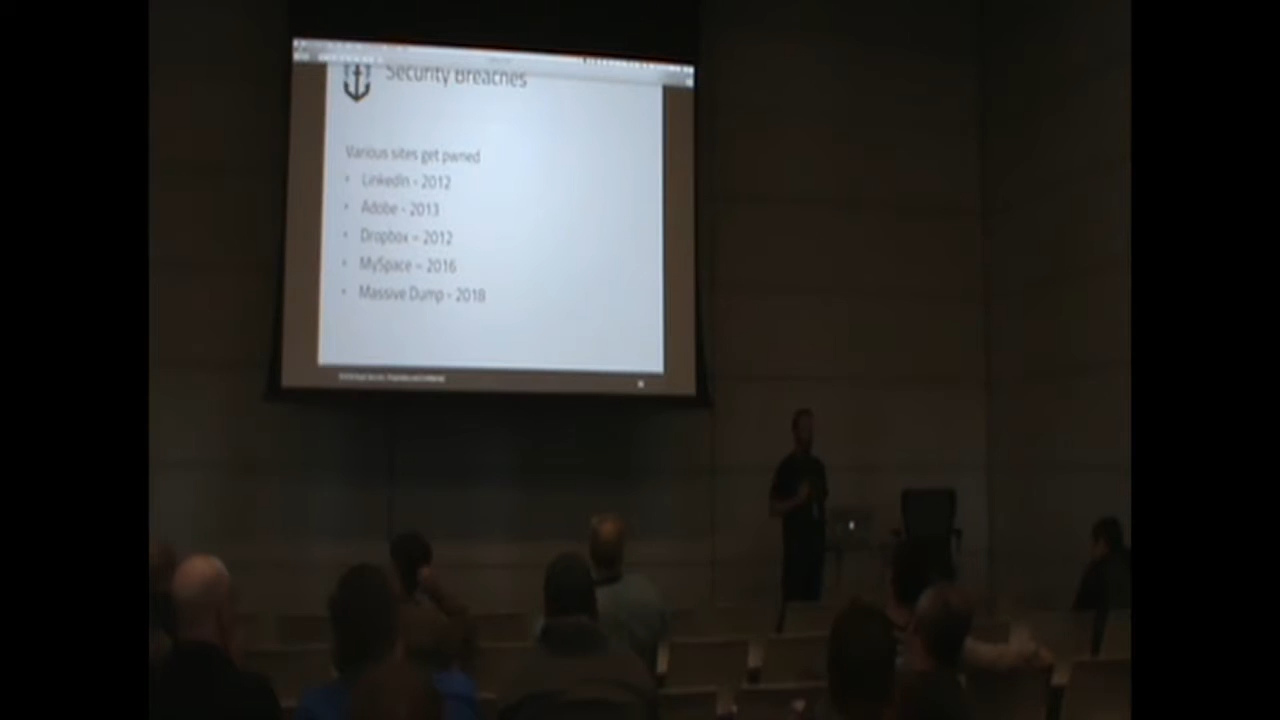 Security Breaches
Various sites get pwned
• LinkedIn - 2012
• Adobe - 2013
• Dropbox – 2012
• MySpace – 2016
• Massive Dump - 2018